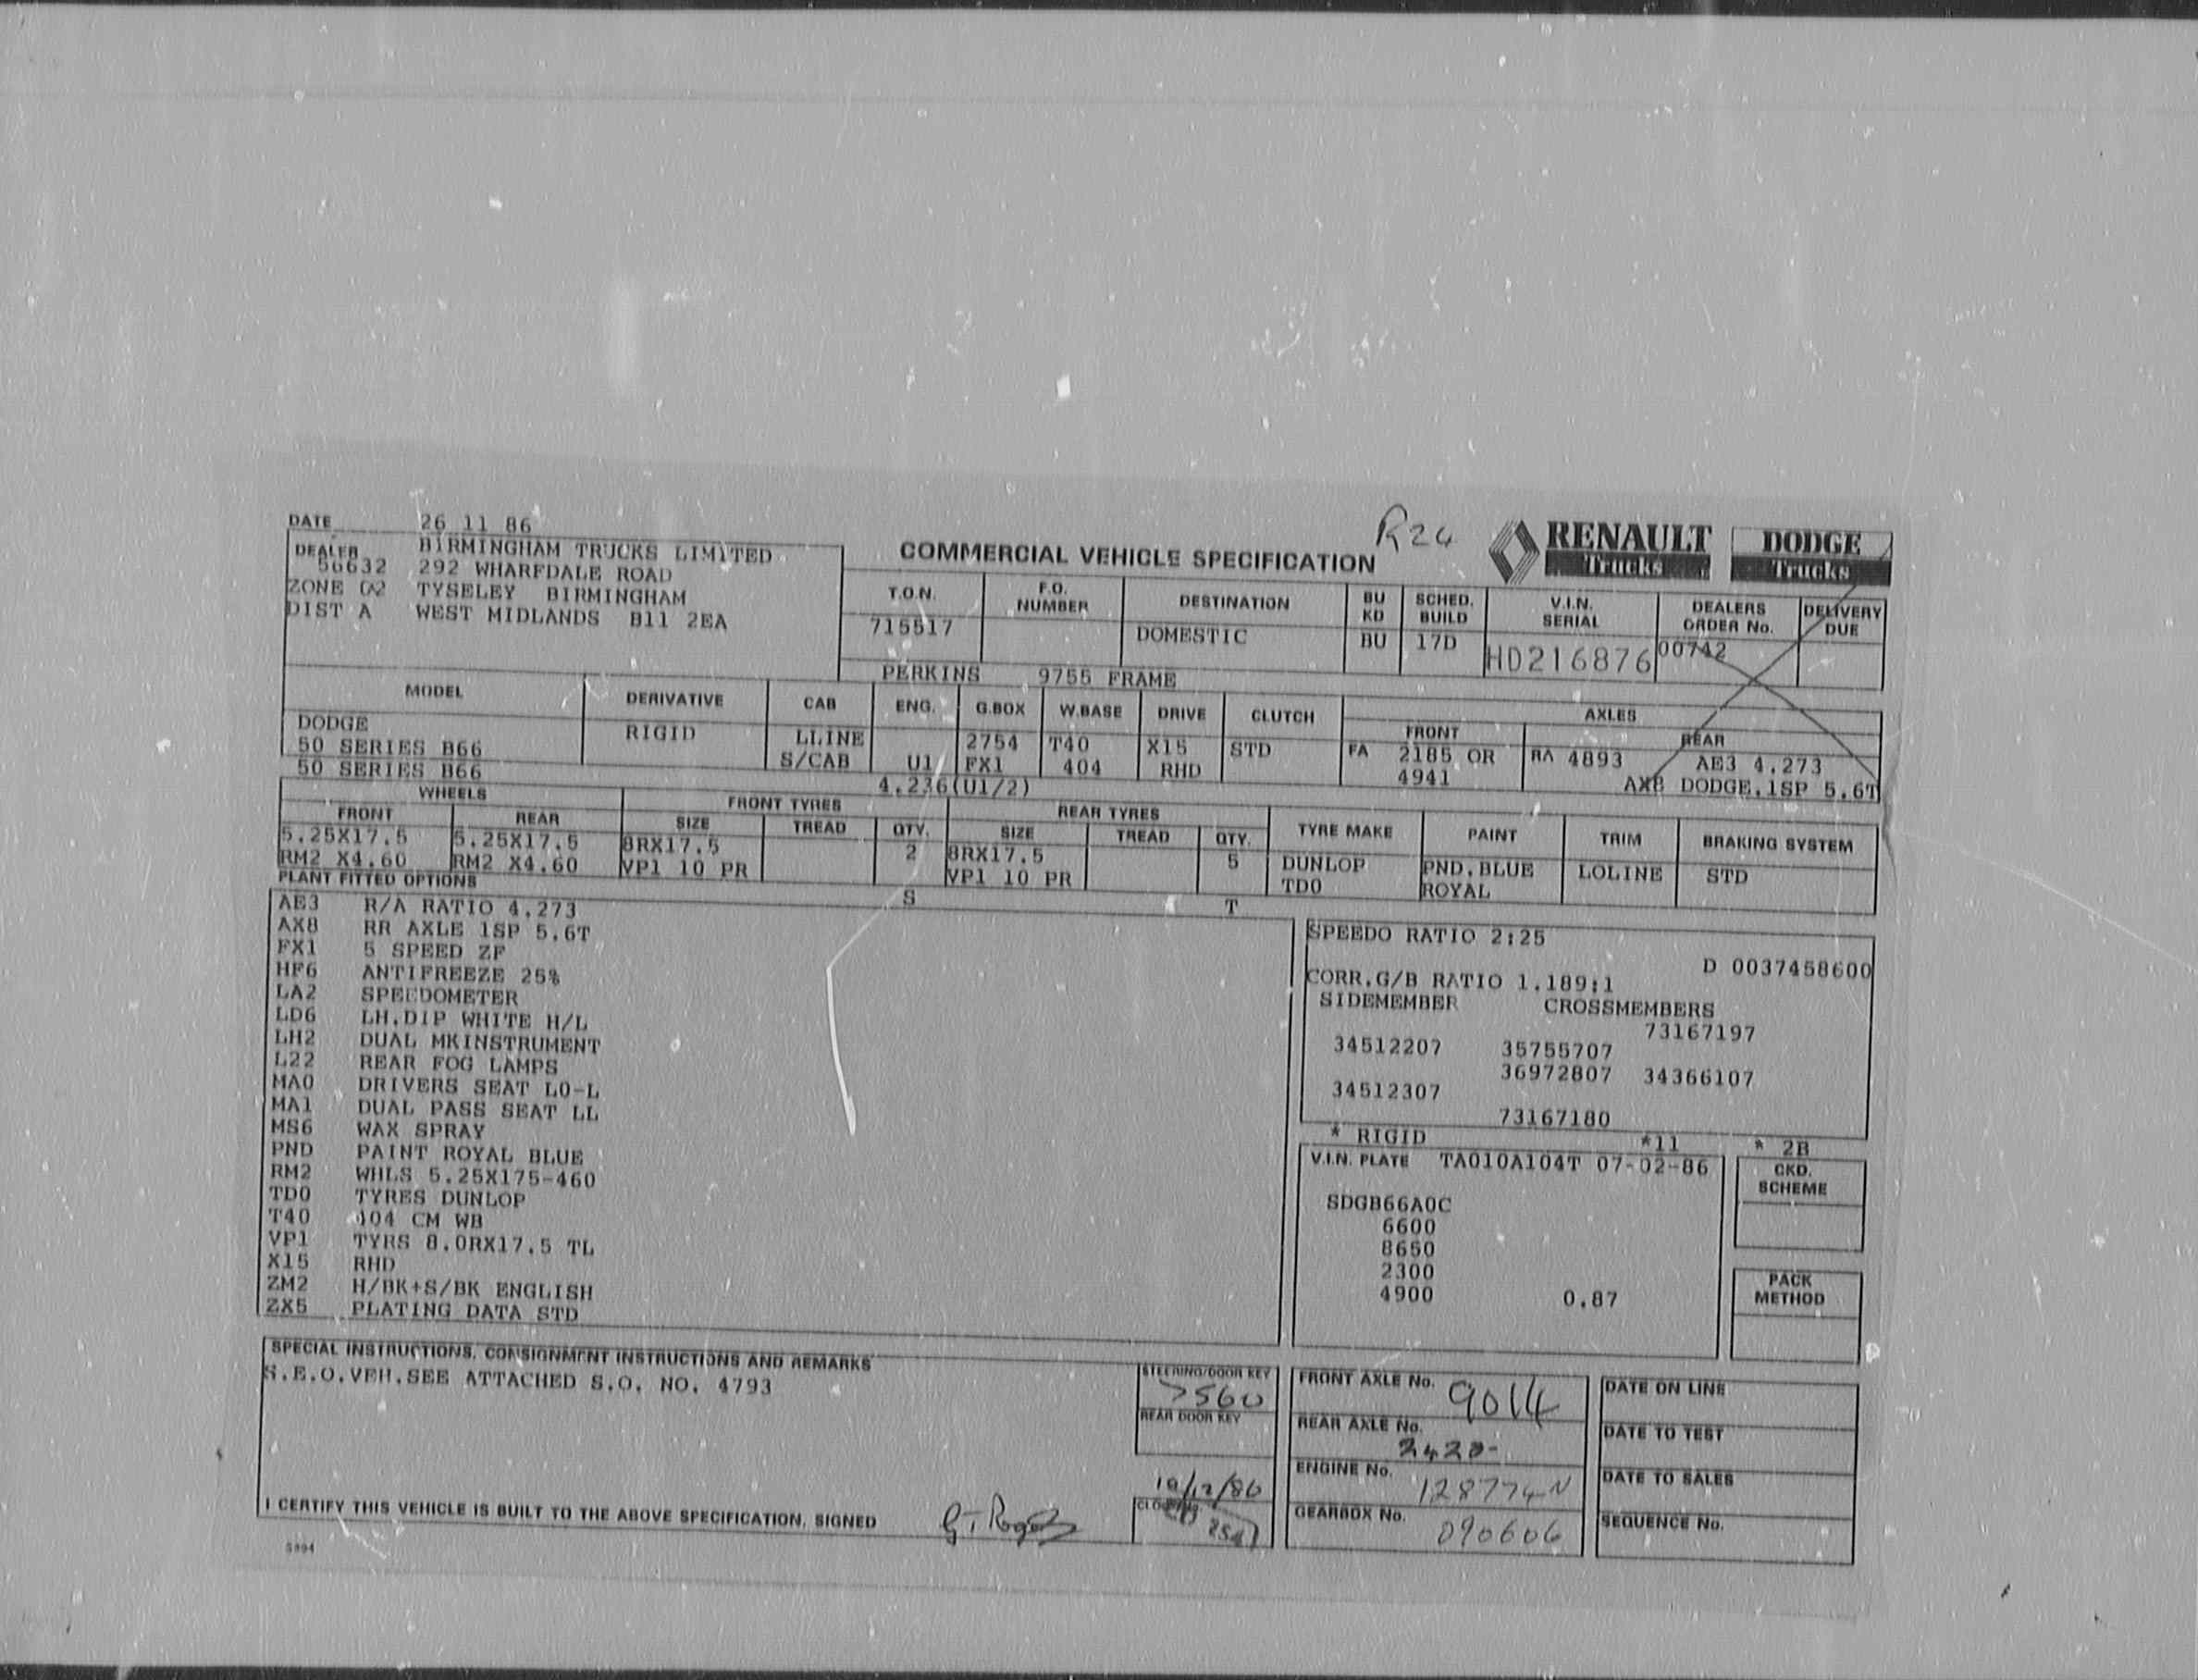 DATE 26 11 86
DEALER BIRMINGHAM TRUCKS LIMITED
56632 292 WHARFDALE ROAD
ZONE 02 TYSELEY BIRMINGHAM
DIST A WEST MIDLANDS B11 2EA
COMMERCIAL VEHICLE SPECIFICATION
R24
RENAULT Trucks
DODGE Trucks
T.O.N. F.O. NUMBER DESTINATION BU KD SCHED. BUILD V.I.N. SERIAL DEALERS ORDER No. DELIVERY DUE
715517 DOMESTIC BU 17D HD216876 00742
PERKINS 9755 FRAME
MODEL DERIVATIVE CAB ENG. G.BOX W.BASE DRIVE CLUTCH AXLES
FRONT REAR
DODGE RIGID LLINE 2754 T40 X15 STD FA 2185 OR RA 4893 AE3 4.273
50 SERIES B66 S/CAB U1 FX1 404 RHD 4941 AX8 DODGE.1SP 5.6T
50 SERIES B66
4.236(U1/2)
WHEELS FRONT TYRES REAR TYRES
FRONT REAR SIZE TREAD QTY. SIZE TREAD QTY. TYRE MAKE PAINT TRIM BRAKING SYSTEM
5.25X17.5 5.25X17.5 8RX17.5 2 8RX17.5 5 DUNLOP PND.BLUE LOLINE STD
RM2 X4.60 RM2 X4.60 VP1 10 PR VP1 10 PR TD0 ROYAL
PLANT FITTED OPTIONS
S T
AE3 R/A RATIO 4.273
AX8 RR AXLE 1SP 5.6T
FX1 5 SPEED ZF
HF6 ANTIFREEZE 25%
LA2 SPEEDOMETER
LD6 LH.DIP WHITE H/L
LH2 DUAL MKINSTRUMENT
L22 REAR FOG LAMPS
MA0 DRIVERS SEAT LO-L
MA1 DUAL PASS SEAT LL
MS6 WAX SPRAY
PND PAINT ROYAL BLUE
RM2 WHLS 5.25X175-460
TD0 TYRES DUNLOP
T40 404 CM WB
VP1 TYRS 8.0RX17.5 TL
X15 RHD
ZM2 H/BK+S/BK ENGLISH
ZX5 PLATING DATA STD
SPEEDO RATIO 2:25
D 0037458600
CORR.G/B RATIO 1.189:1
SIDEMEMBER CROSSMEMBERS
73167197
34512207 35755707
36972807 34366107
34512307
73167180
* RIGID *11 * 2B
V.I.N. PLATE TA010A104T 07-02-86
SDGB66A0C
6600
8650
2300
4900 0.87
CKD. SCHEME
PACK METHOD
SPECIAL INSTRUCTIONS, CONSIGNMENT INSTRUCTIONS AND REMARKS
S.E.O.VEH.SEE ATTACHED S.O. NO. 4793
STEERING/DOOR KEY
REAR DOOR KEY
19/12/86
I CERTIFY THIS VEHICLE IS BUILT TO THE ABOVE SPECIFICATION, SIGNED
FRONT AXLE No. 9014
REAR AXLE No.
ENGINE No. 128774N
GEARBOX No. 090606
DATE ON LINE
DATE TO TEST
DATE TO SALES
SEQUENCE No.